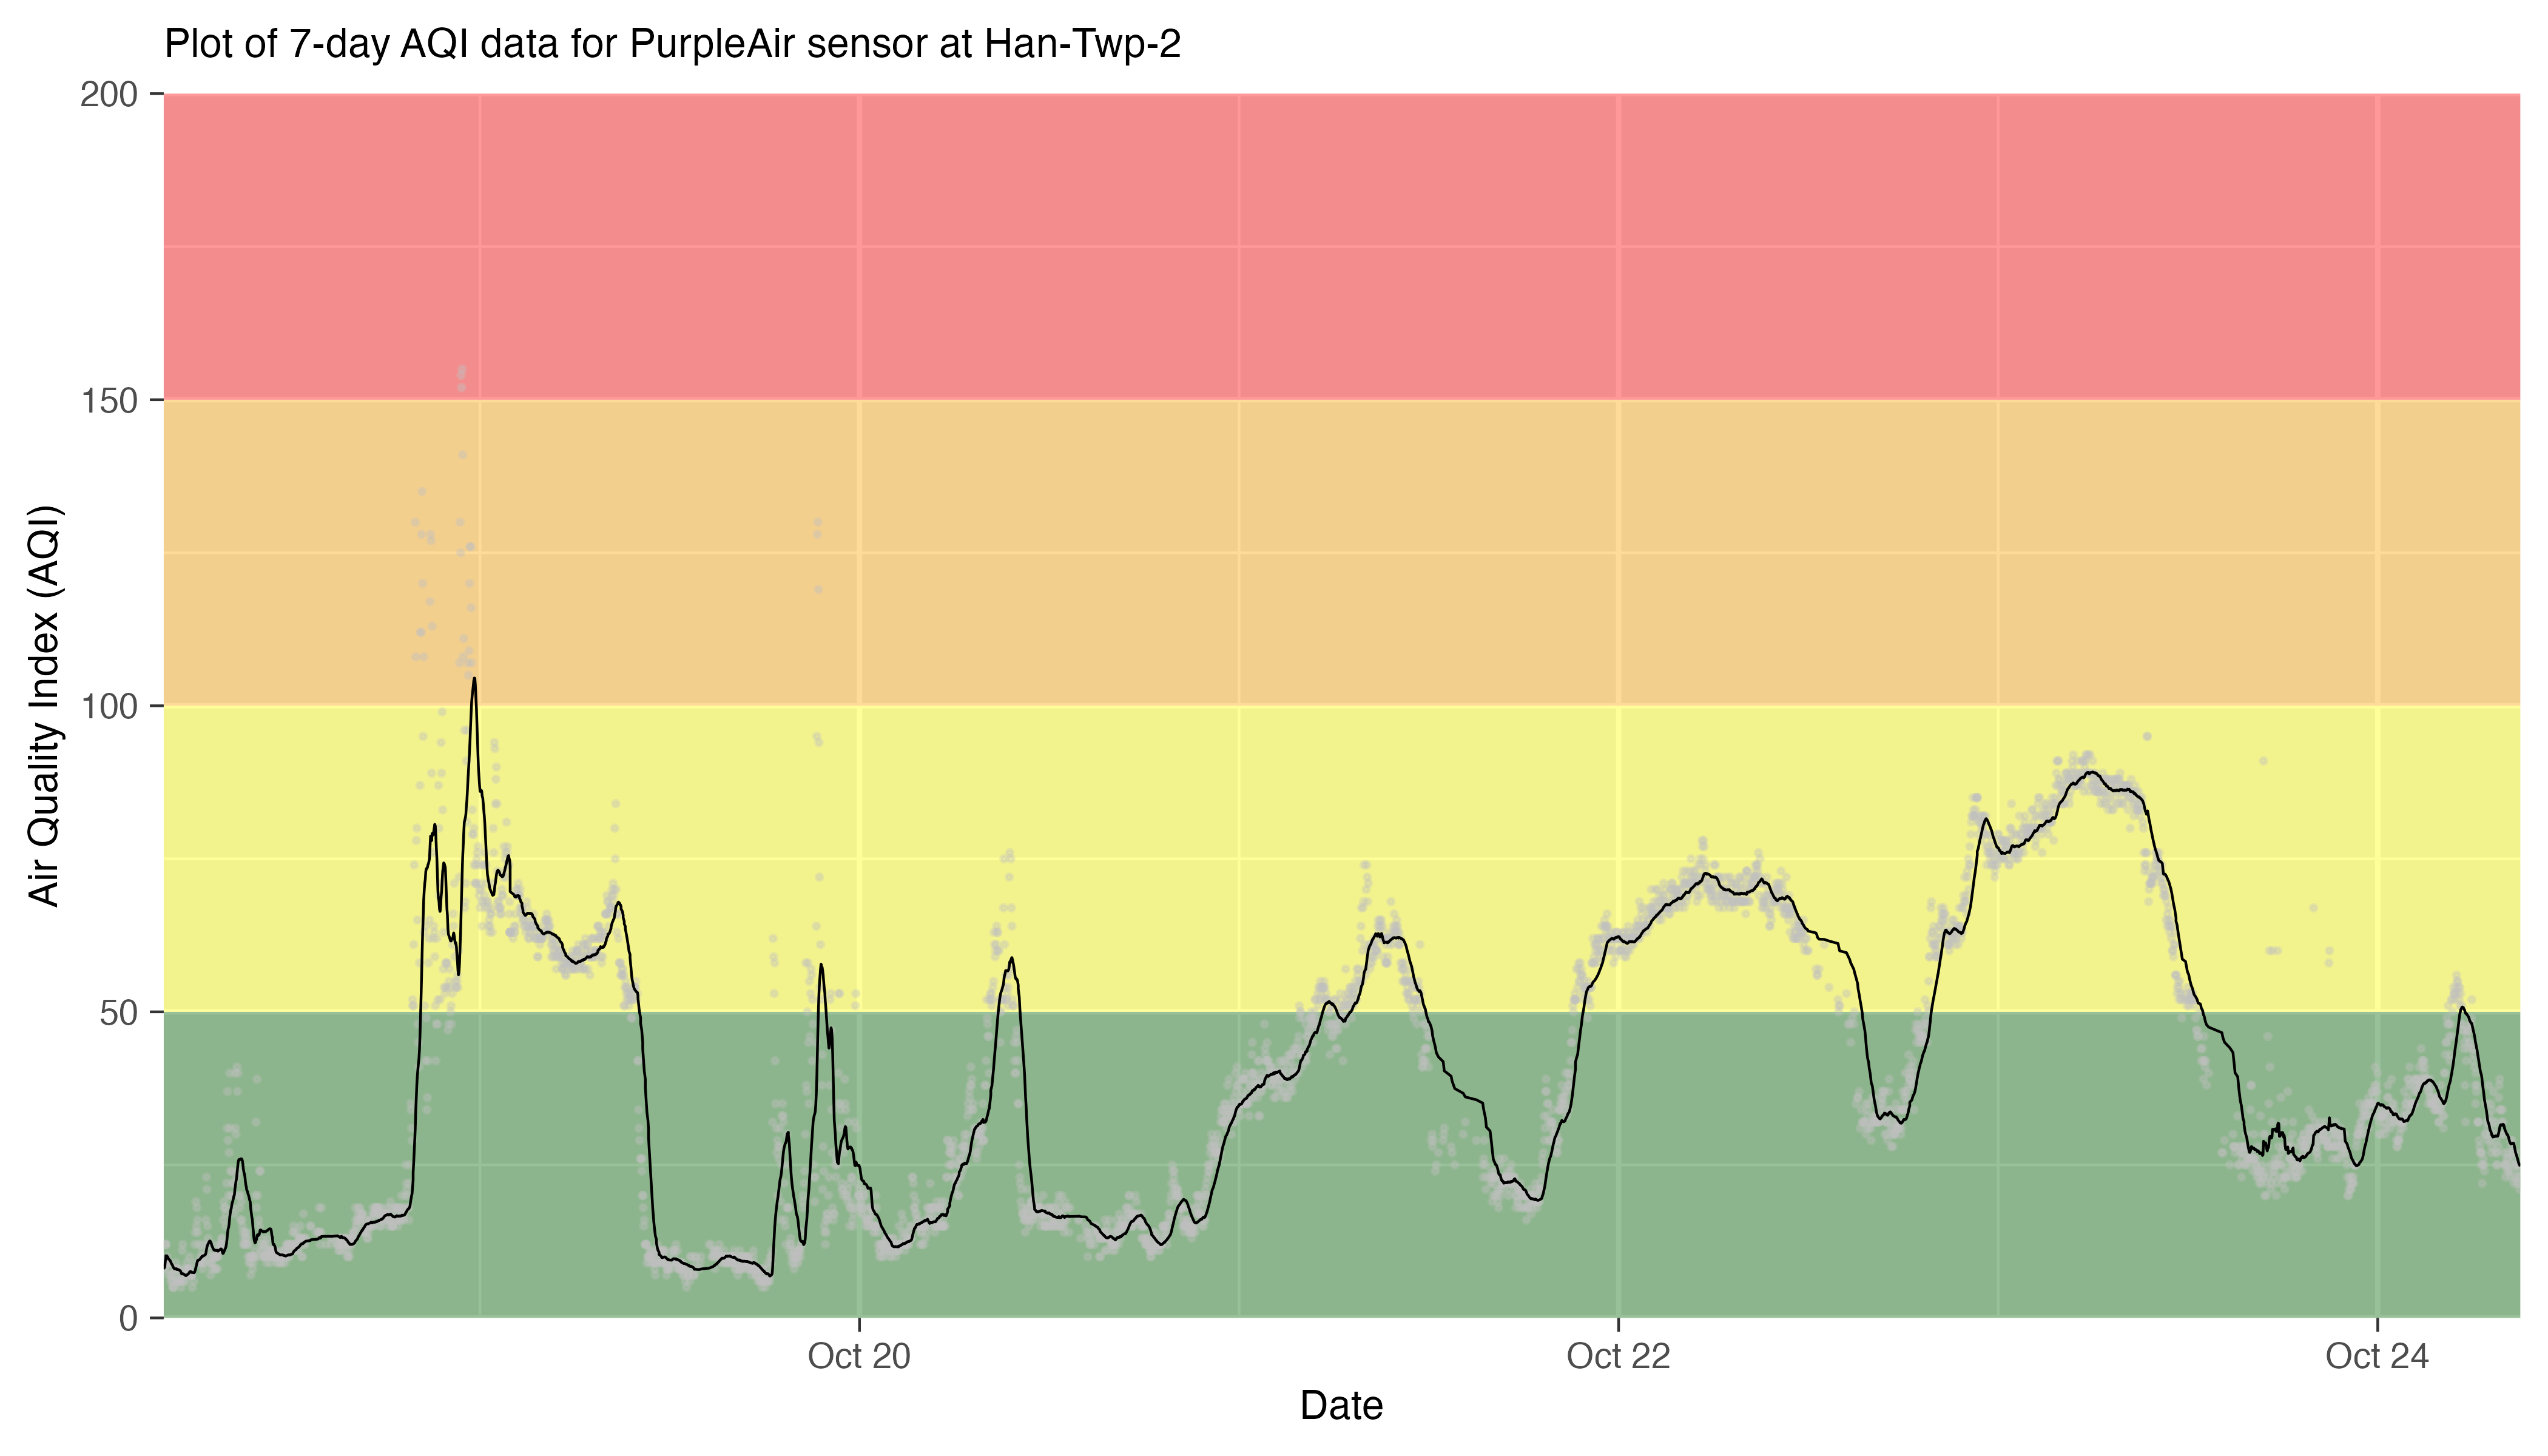 Plot of 7-day AQI data for PurpleAir sensor at Han-Twp-2
200
150
100
50
0
Air Quality Index (AQI)
Oct 20 Oct 22 Oct 24
Date